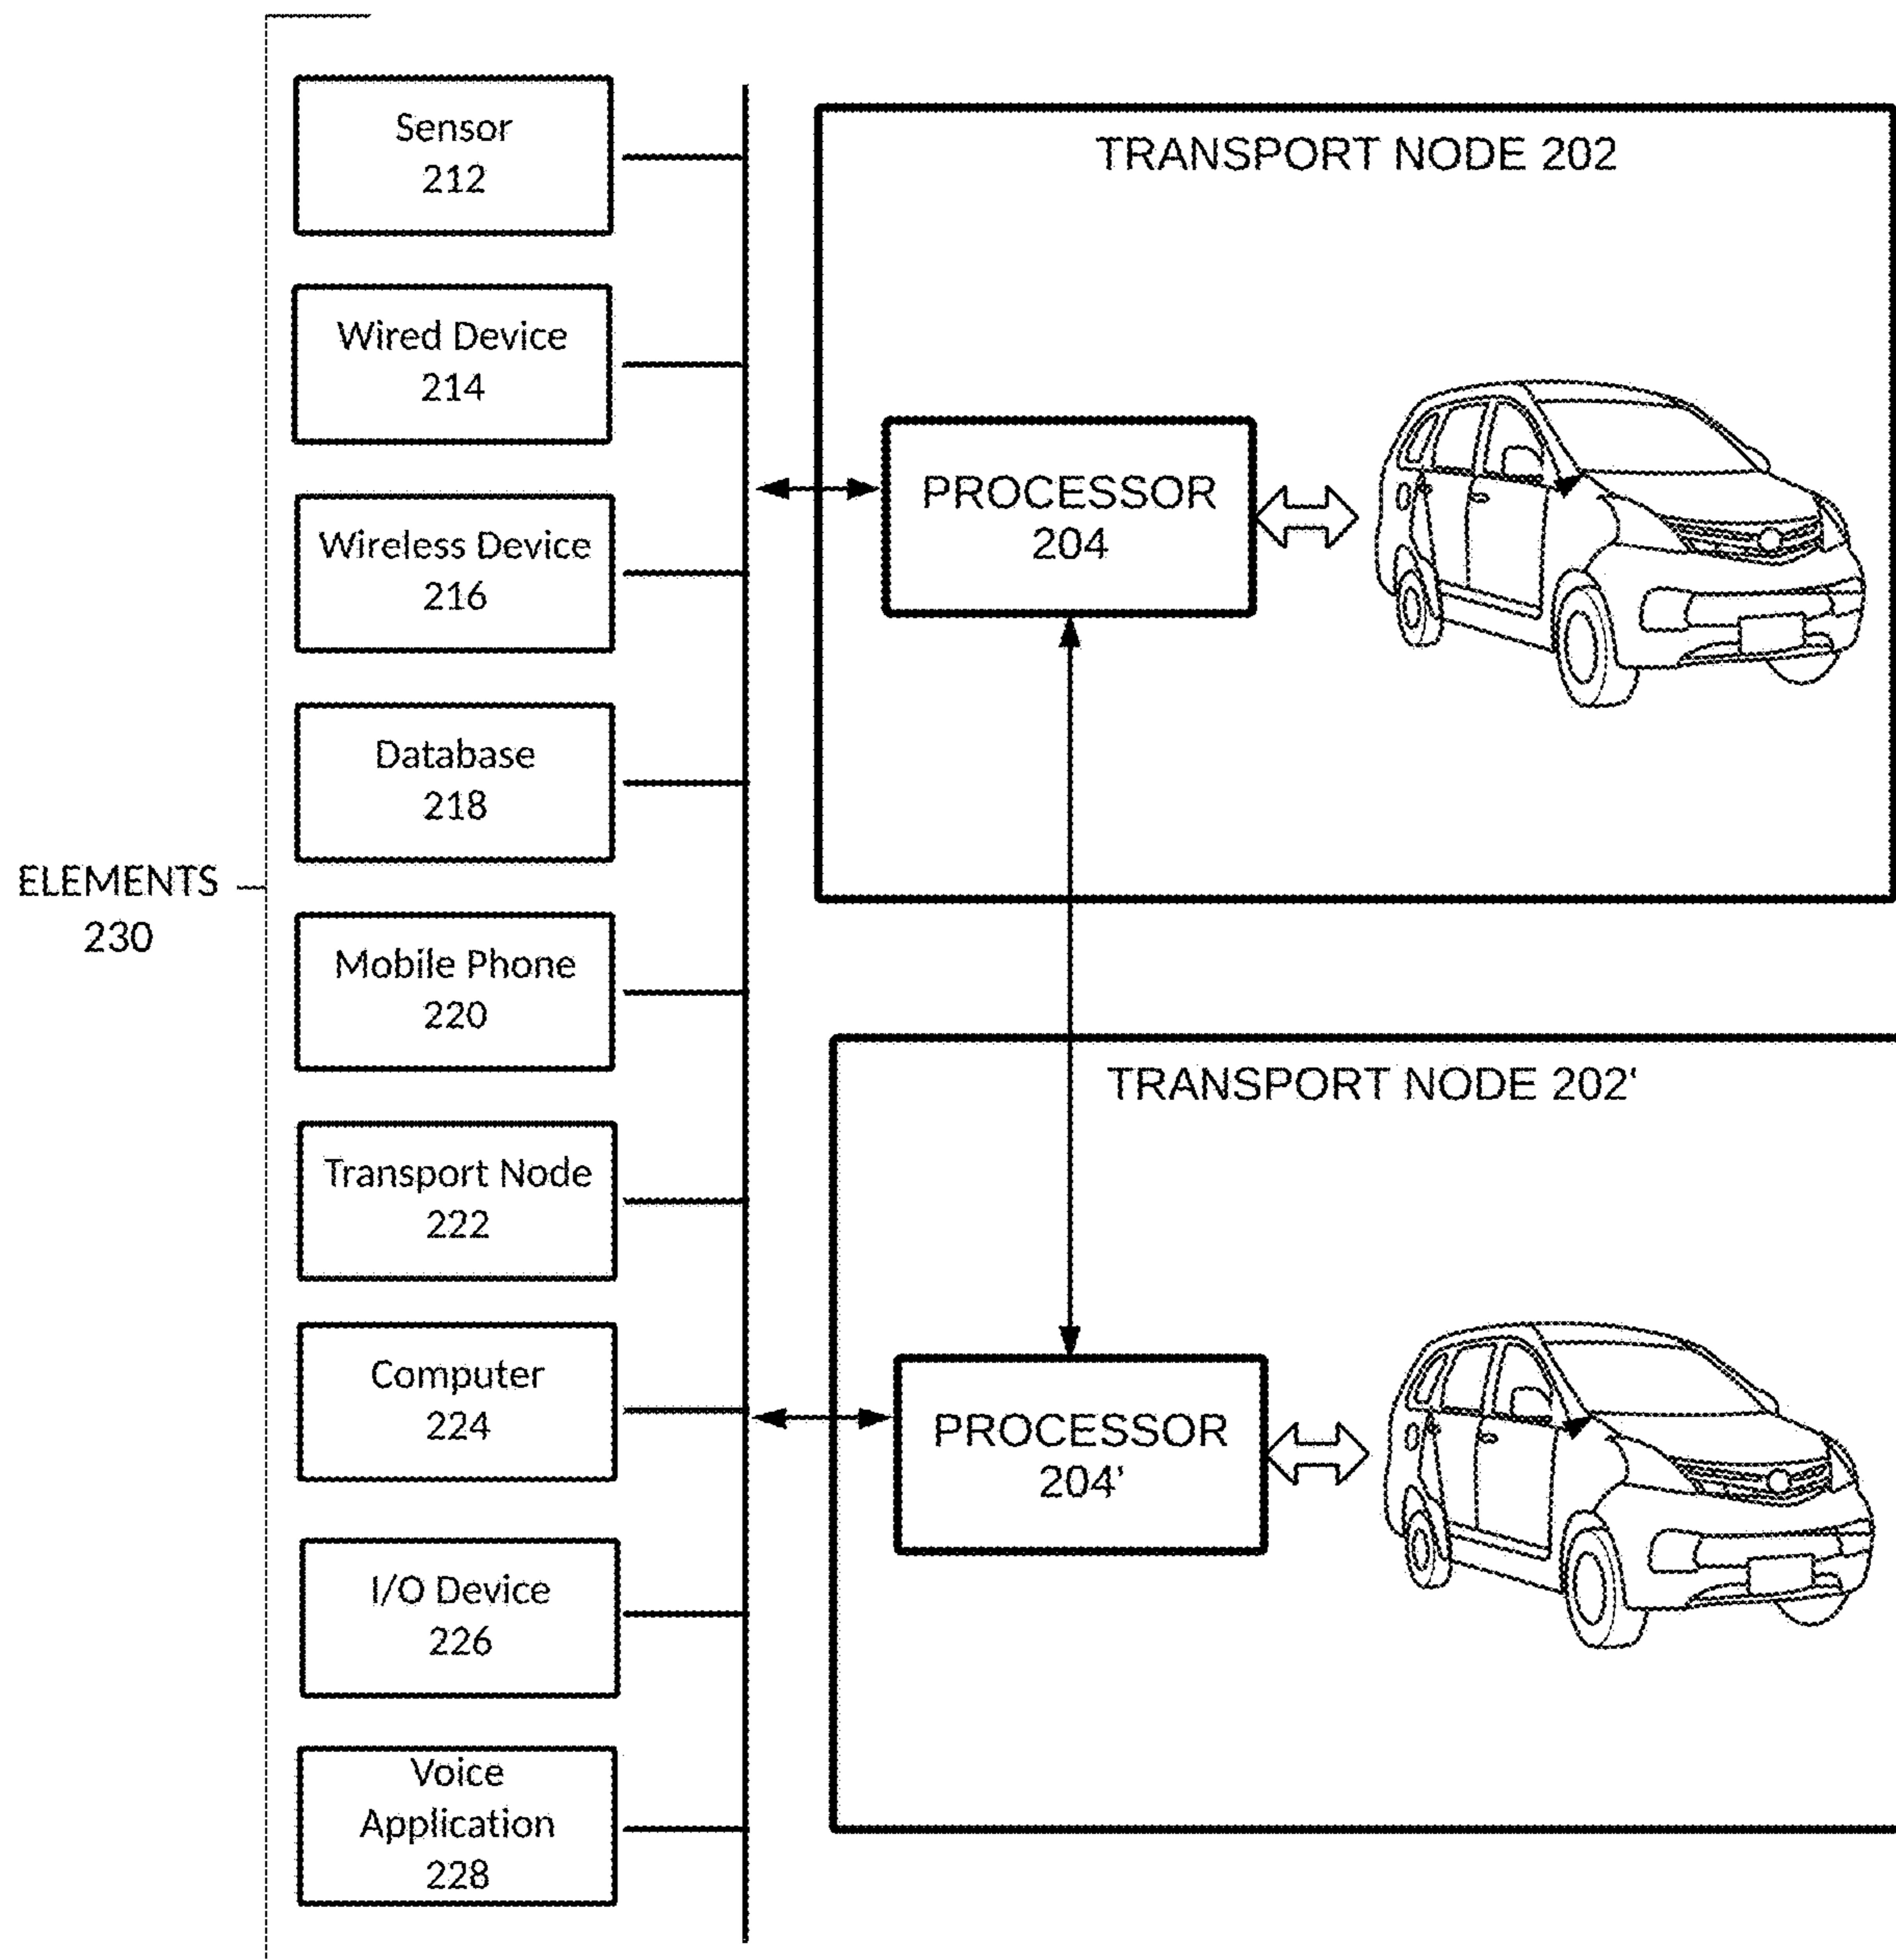 Sensor
212
Wired Device
214
Wireless Device
216
Database
218
ELEMENTS
230
Mobile Phone
220
Transport Node
222
Computer
224
I/O Device
226
Voice
Application
228
TRANSPORT NODE 202
PROCESSOR
204
TRANSPORT NODE 202'
PROCESSOR
204’